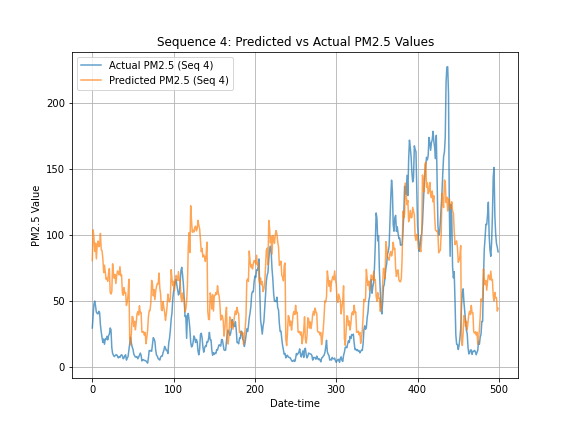 Sequence 4: Predicted vs Actual PM2.5 Values
Actual PM2.5 (Seq 4)
Predicted PM2.5 (Seq 4)
PM2.5 Value
200
150
100
50
0
0 100 200 300 400 500
Date-time